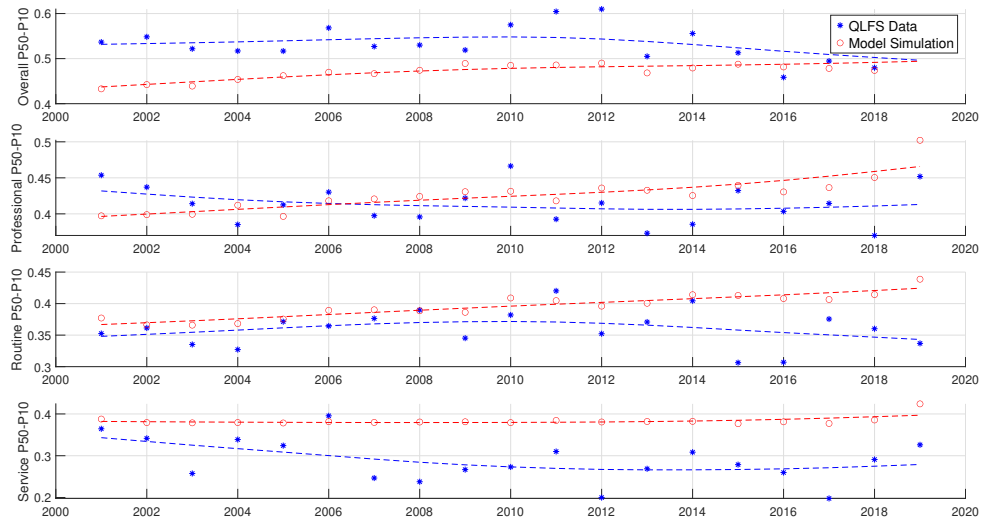 Overall P50-P10
0.6
0.5
0.4
QLFS Data
Model Simulation
2000 2002 2004 2006 2008 2010 2012 2014 2016 2018 2020
Professional P50-P10
0.5
0.45
0.4
2000 2002 2004 2006 2008 2010 2012 2014 2016 2018 2020
Routine P50-P10
0.45
0.4
0.35
0.3
2000 2002 2004 2006 2008 2010 2012 2014 2016 2018 2020
Service P50-P10
0.4
0.3
0.2
2000 2002 2004 2006 2008 2010 2012 2014 2016 2018 2020